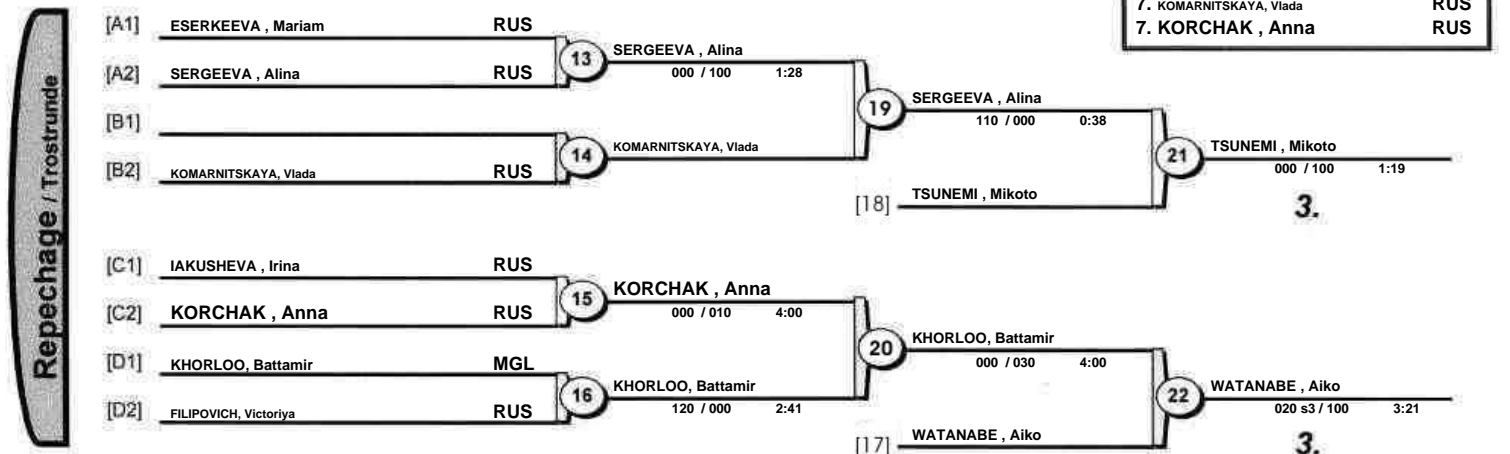 7. KOMARNITSKAYA, Vlada RUS
7. KORCHAK , Anna RUS
Repechage / Trostrunde
[A1] ESERKEEVA , Mariam RUS
[A2] SERGEEVA , Alina RUS
13 SERGEEVA , Alina
000 / 100 1:28
[B1]
[B2] KOMARNITSKAYA, Vlada RUS
14 KOMARNITSKAYA, Vlada
19 SERGEEVA , Alina
110 / 000 0:38
[18] TSUNEMI , Mikoto
21 TSUNEMI , Mikoto
000 / 100 1:19
3.
[C1] IAKUSHEVA , Irina RUS
[C2] KORCHAK , Anna RUS
15 KORCHAK , Anna
000 / 010 4:00
[D1] KHORLOO, Battamir MGL
[D2] FILIPOVICH, Victoriya RUS
16 KHORLOO, Battamir
120 / 000 2:41
20 KHORLOO, Battamir
000 / 030 4:00
[17] WATANABE , Aiko
22 WATANABE , Aiko
020 s3 / 100 3:21
3.